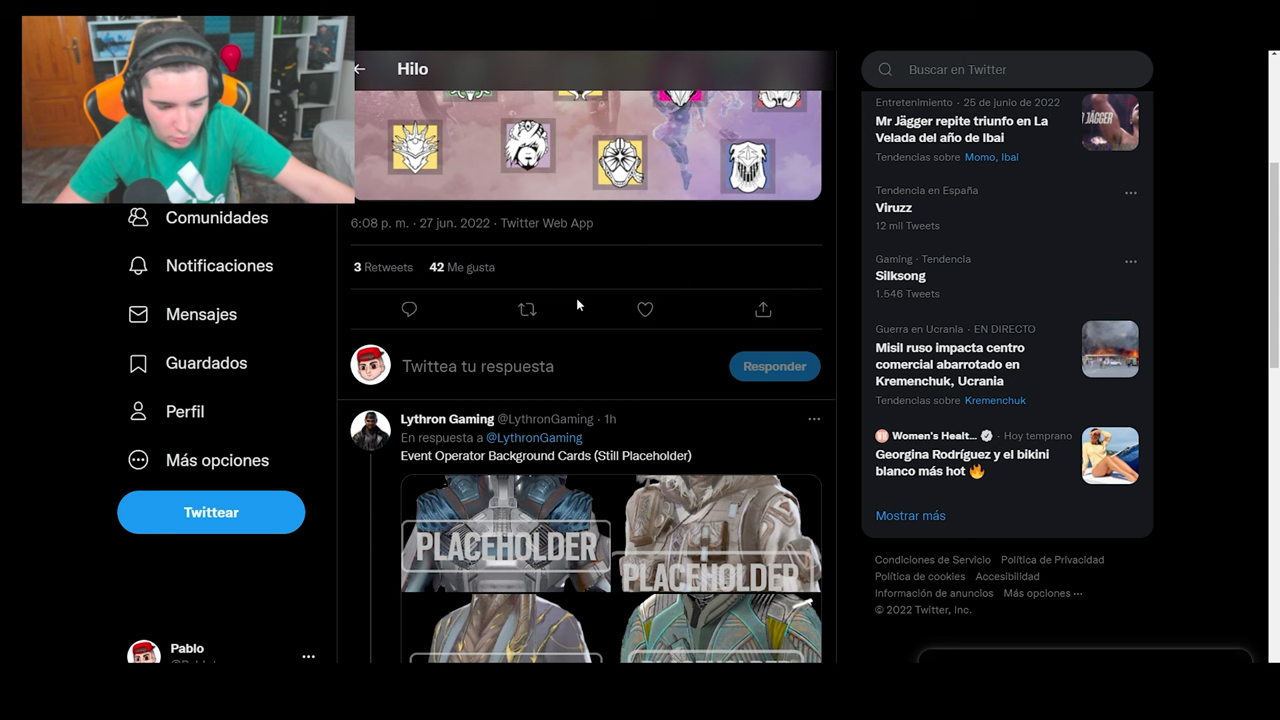 Hilo
Comunidades
Notificaciones
Mensajes
Guardados
Perfil
Más opciones
Twittear
Pablo
6:08 p. m. · 27 jun. 2022 · Twitter Web App
3 Retweets 42 Me gusta
Twittea tu respuesta
Responder
Lythron Gaming @LythronGaming · 1h
En respuesta a @LythronGaming
Event Operator Background Cards (Still Placeholder)
PLACEHOLDER
PLACEHOLDER
Buscar en Twitter
Entretenimiento · 25 de junio de 2022
Mr Jägger repite triunfo en La
Velada del año de Ibai
Tendencias sobre Momo, Ibai
JÄGGER
Tendencia en España
Viruzz
12 mil Tweets
Gaming · Tendencia
Silksong
1.546 Tweets
Guerra en Ucrania · EN DIRECTO
Misil ruso impacta centro
comercial abarrotado en
Kremenchuk, Ucrania
Tendencias sobre Kremenchuk
Women's Healt... · Hoy temprano
Georgina Rodríguez y el bikini
blanco más hot 🔥
Mostrar más
Condiciones de Servicio Política de Privacidad
Política de cookies Accesibilidad
Información de anuncios Más opciones ···
© 2022 Twitter, Inc.